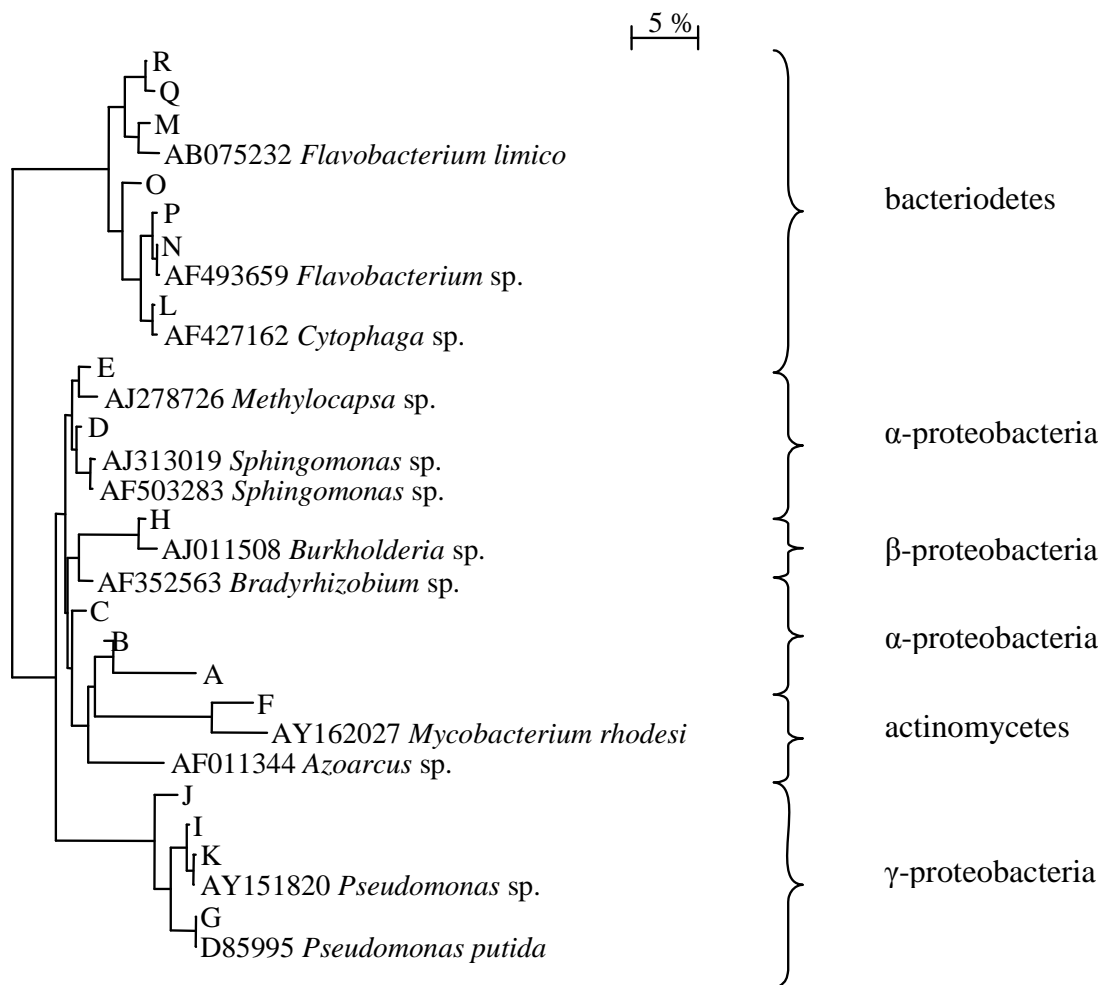 5 %
R
Q
M
AB075232 Flavobacterium limico
O
P
N
AF493659 Flavobacterium sp.
L
AF427162 Cytophaga sp.
bacteriodetes
E
AJ278726 Methylocapsa sp.
D
AJ313019 Sphingomonas sp.
AF503283 Sphingomonas sp.
α-proteobacteria
H
AJ011508 Burkholderia sp.
β-proteobacteria
AF352563 Bradyrhizobium sp.
C
B
A
α-proteobacteria
F
AY162027 Mycobacterium rhodesi
AF011344 Azoarcus sp.
actinomycetes
J
I
K
AY151820 Pseudomonas sp.
G
D85995 Pseudomonas putida
γ-proteobacteria